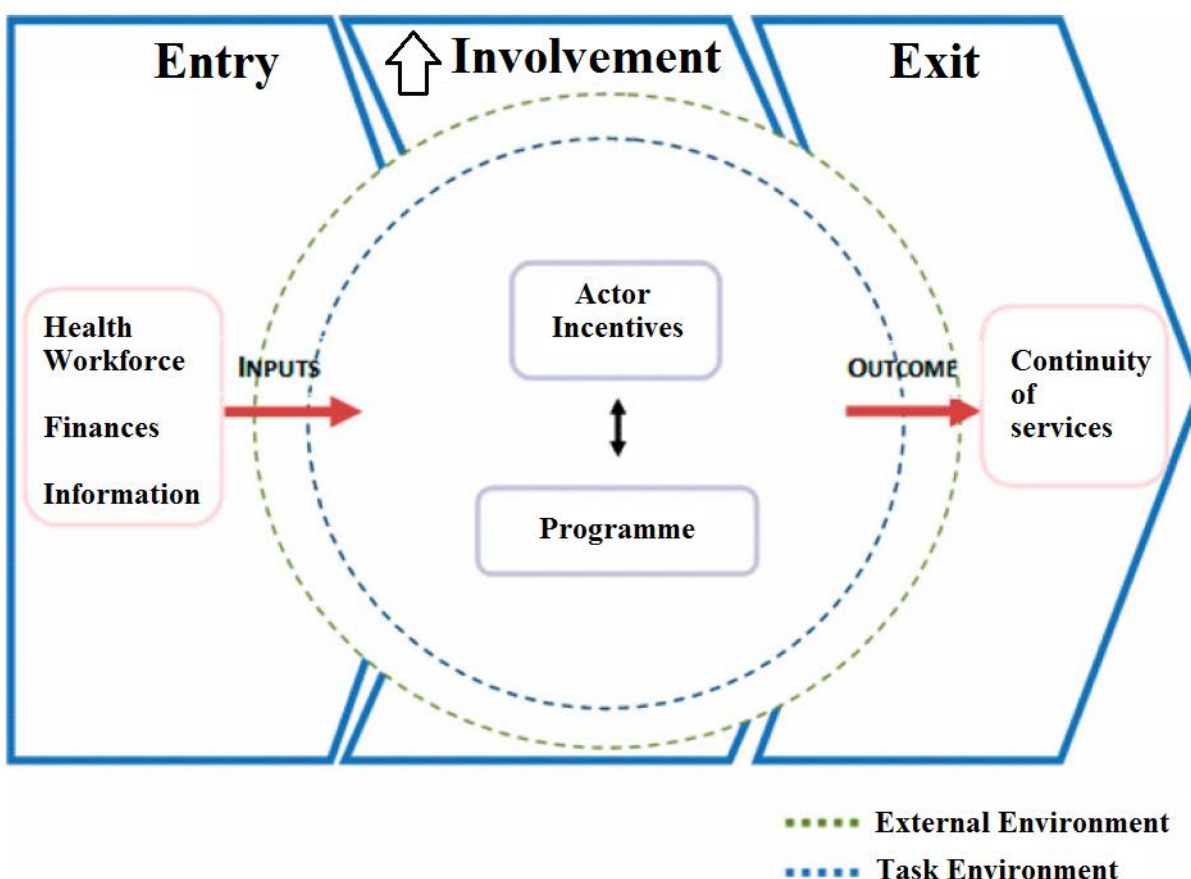 Entry
Involvement
Exit
Health
Workforce
Finances
Information
INPUTS
Actor
Incentives
Programme
OUTCOME
Continuity
of
services
External Environment
Task Environment